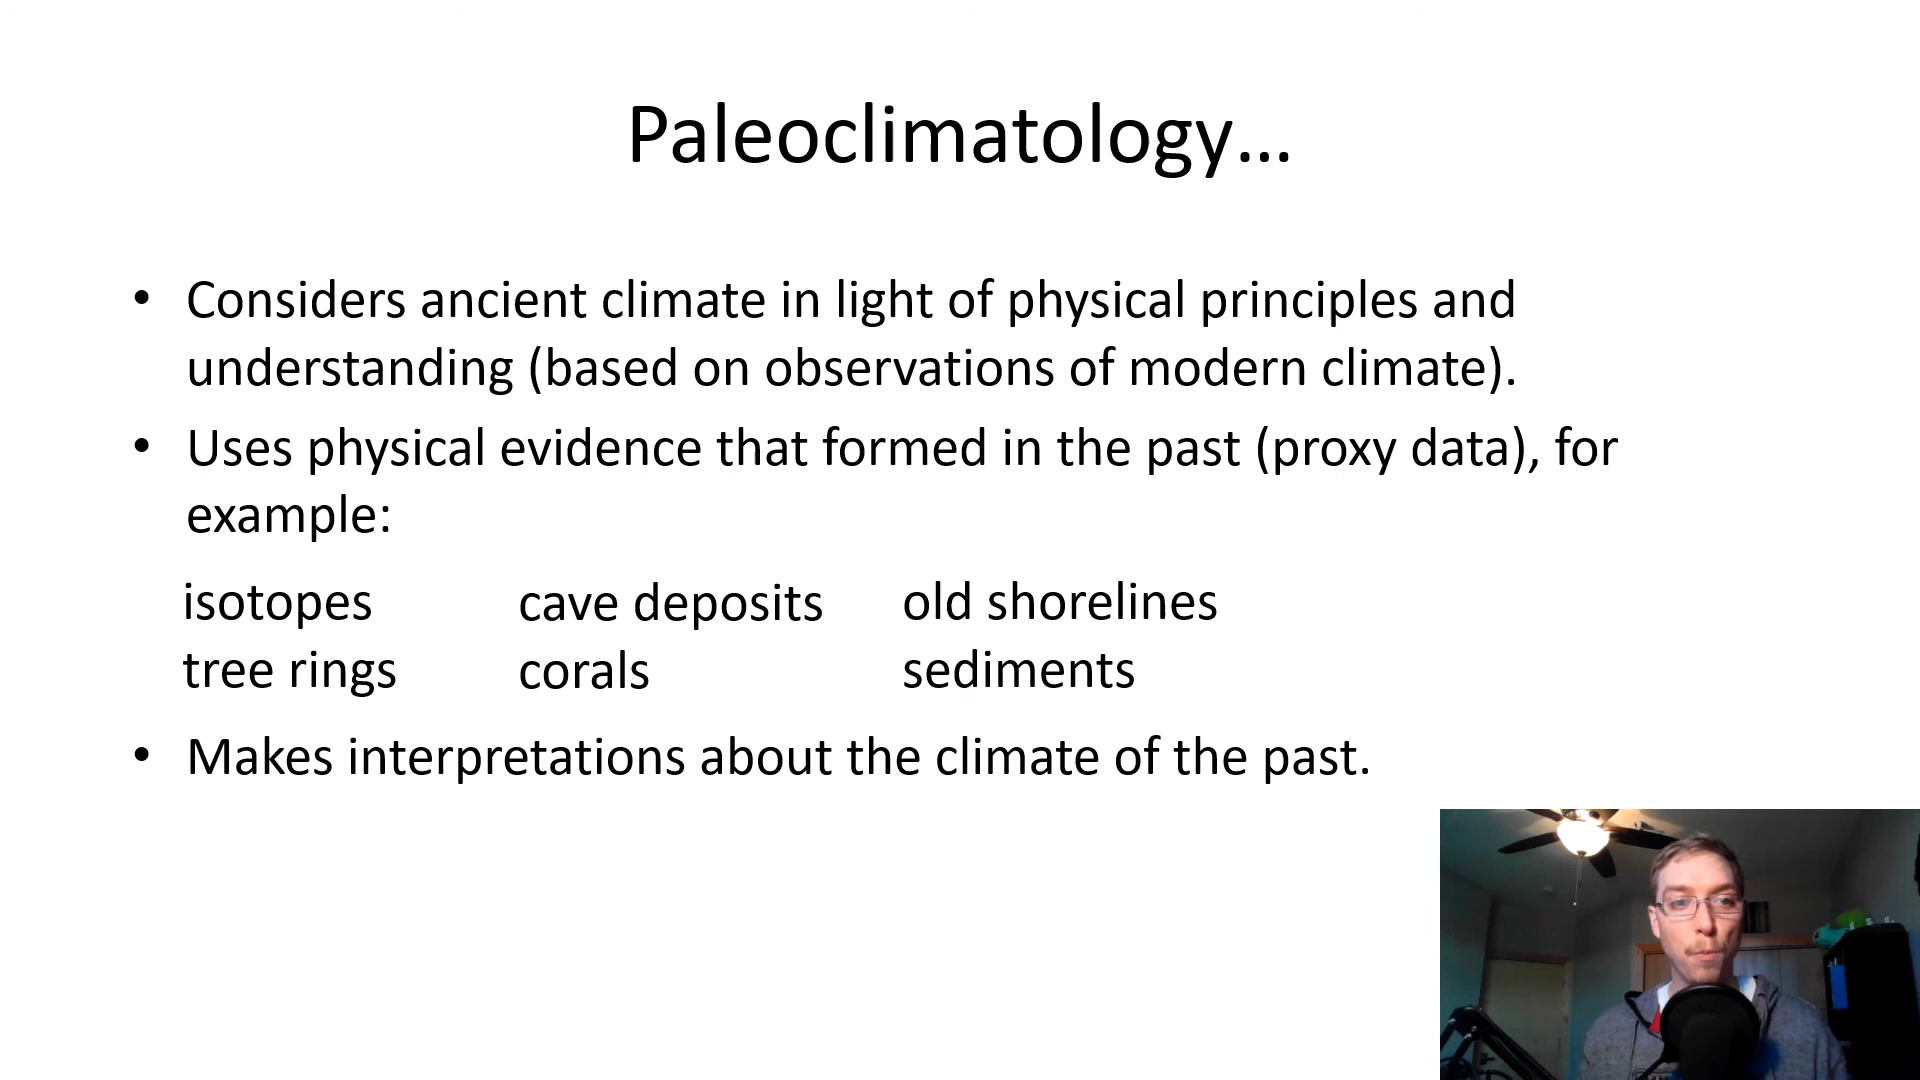 Paleoclimatology…
• Considers ancient climate in light of physical principles and
understanding (based on observations of modern climate).
• Uses physical evidence that formed in the past (proxy data), for
example:
isotopes cave deposits old shorelines
tree rings corals sediments
• Makes interpretations about the climate of the past.